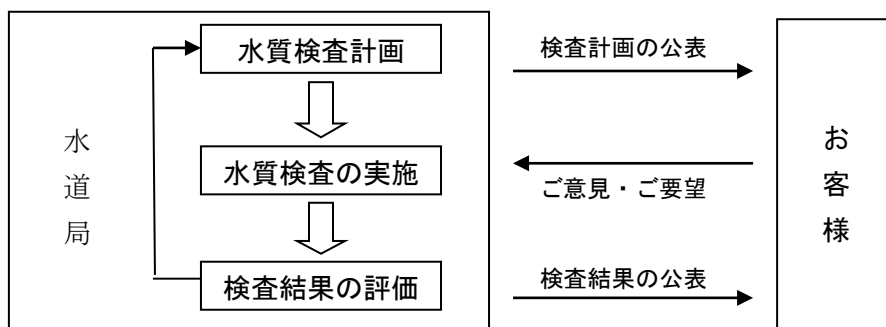 水質検査計画
検査計画の公表
水道局
水質検査の実施
ご意見・ご要望
お客様
検査結果の評価
検査結果の公表